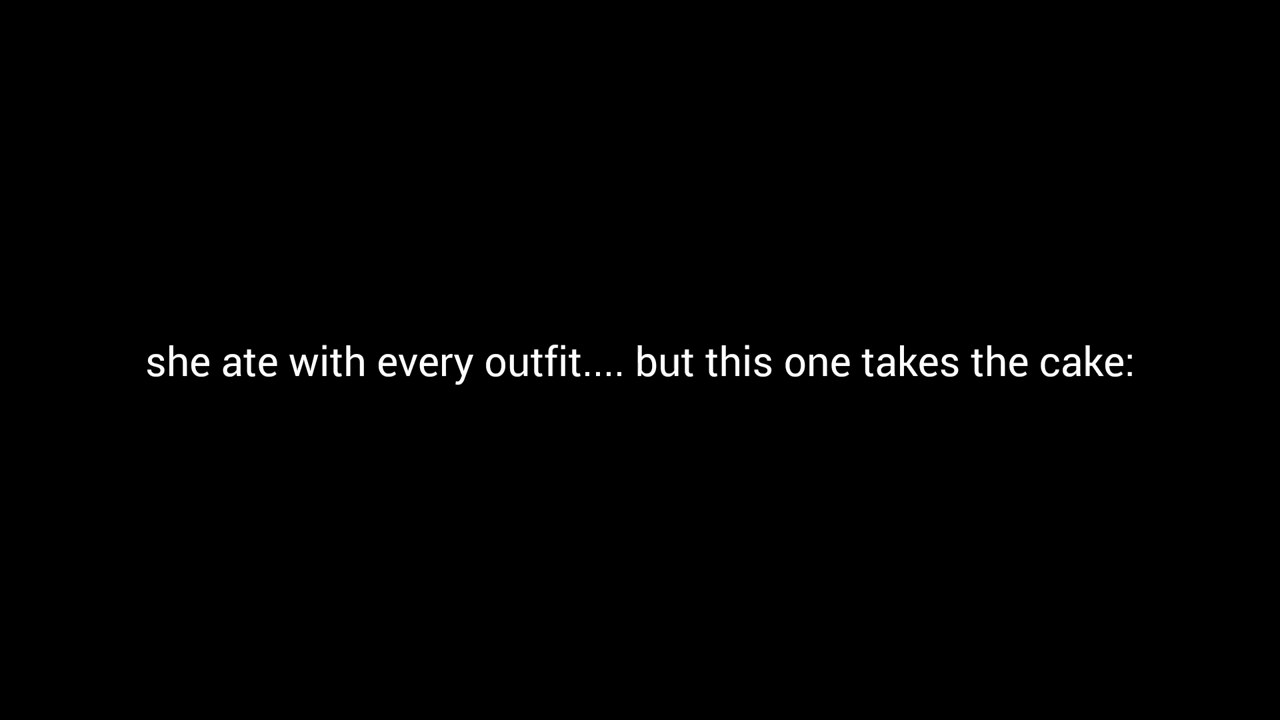 she ate with every outfit.... but this one takes the cake: